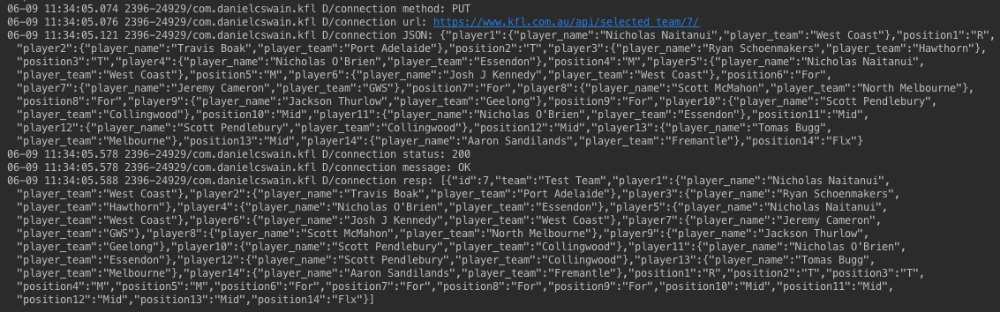 06-09 11:34:05.074 2396-24929/com.danielcswain.kfl D/connection method: PUT
06-09 11:34:05.076 2396-24929/com.danielcswain.kfl D/connection url: https://www.kfl.com.au/api/selected_team/7/
06-09 11:34:05.121 2396-24929/com.danielcswain.kfl D/connection JSON: {"player1":{"player_name":"Nicholas Naitanui","player_team":"West Coast"},"position1":"R",
"player2":{"player_name":"Travis Boak","player_team":"Port Adelaide"},"position2":"T","player3":{"player_name":"Ryan Schoenmakers","player_team":"Hawthorn"},
"position3":"T","player4":{"player_name":"Nicholas O'Brien","player_team":"Essendon"},"position4":"M","player5":{"player_name":"Nicholas Naitanui",
"player_team":"West Coast"},"position5":"M","player6":{"player_name":"Josh J Kennedy","player_team":"West Coast"},"position6":"For",
"player7":{"player_name":"Jeremy Cameron","player_team":"GWS"},"position7":"For","player8":{"player_name":"Scott McMahon","player_team":"North Melbourne"},
"position8":"For","player9":{"player_name":"Jackson Thurlow","player_team":"Geelong"},"position9":"For","player10":{"player_name":"Scott Pendlebury",
"player_team":"Collingwood"},"position10":"Mid","player11":{"player_name":"Nicholas O'Brien","player_team":"Essendon"},"position11":"Mid",
"player12":{"player_name":"Scott Pendlebury","player_team":"Collingwood"},"position12":"Mid","player13":{"player_name":"Tomas Bugg",
"player_team":"Melbourne"},"position13":"Mid","player14":{"player_name":"Aaron Sandilands","player_team":"Fremantle"},"position14":"Flx"}
06-09 11:34:05.578 2396-24929/com.danielcswain.kfl D/connection status: 200
06-09 11:34:05.578 2396-24929/com.danielcswain.kfl D/connection message: OK
06-09 11:34:05.588 2396-24929/com.danielcswain.kfl D/connection resp: [{"id":7,"team":"Test Team","player1":{"player_name":"Nicholas Naitanui",
"player_team":"West Coast"},"player2":{"player_name":"Travis Boak","player_team":"Port Adelaide"},"player3":{"player_name":"Ryan Schoenmakers",
"player_team":"Hawthorn"},"player4":{"player_name":"Nicholas O'Brien","player_team":"Essendon"},"player5":{"player_name":"Nicholas Naitanui",
"player_team":"West Coast"},"player6":{"player_name":"Josh J Kennedy","player_team":"West Coast"},"player7":{"player_name":"Jeremy Cameron",
"player_team":"GWS"},"player8":{"player_name":"Scott McMahon","player_team":"North Melbourne"},"player9":{"player_name":"Jackson Thurlow",
"player_team":"Geelong"},"player10":{"player_name":"Scott Pendlebury","player_team":"Collingwood"},"player11":{"player_name":"Nicholas O'Brien",
"player_team":"Essendon"},"player12":{"player_name":"Scott Pendlebury","player_team":"Collingwood"},"player13":{"player_name":"Tomas Bugg",
"player_team":"Melbourne"},"player14":{"player_name":"Aaron Sandilands","player_team":"Fremantle"},"position1":"R","position2":"T","position3":"T",
"position4":"M","position5":"M","position6":"For","position7":"For","position8":"For","position9":"For","position10":"Mid","position11":"Mid",
"position12":"Mid","position13":"Mid","position14":"Flx"}]